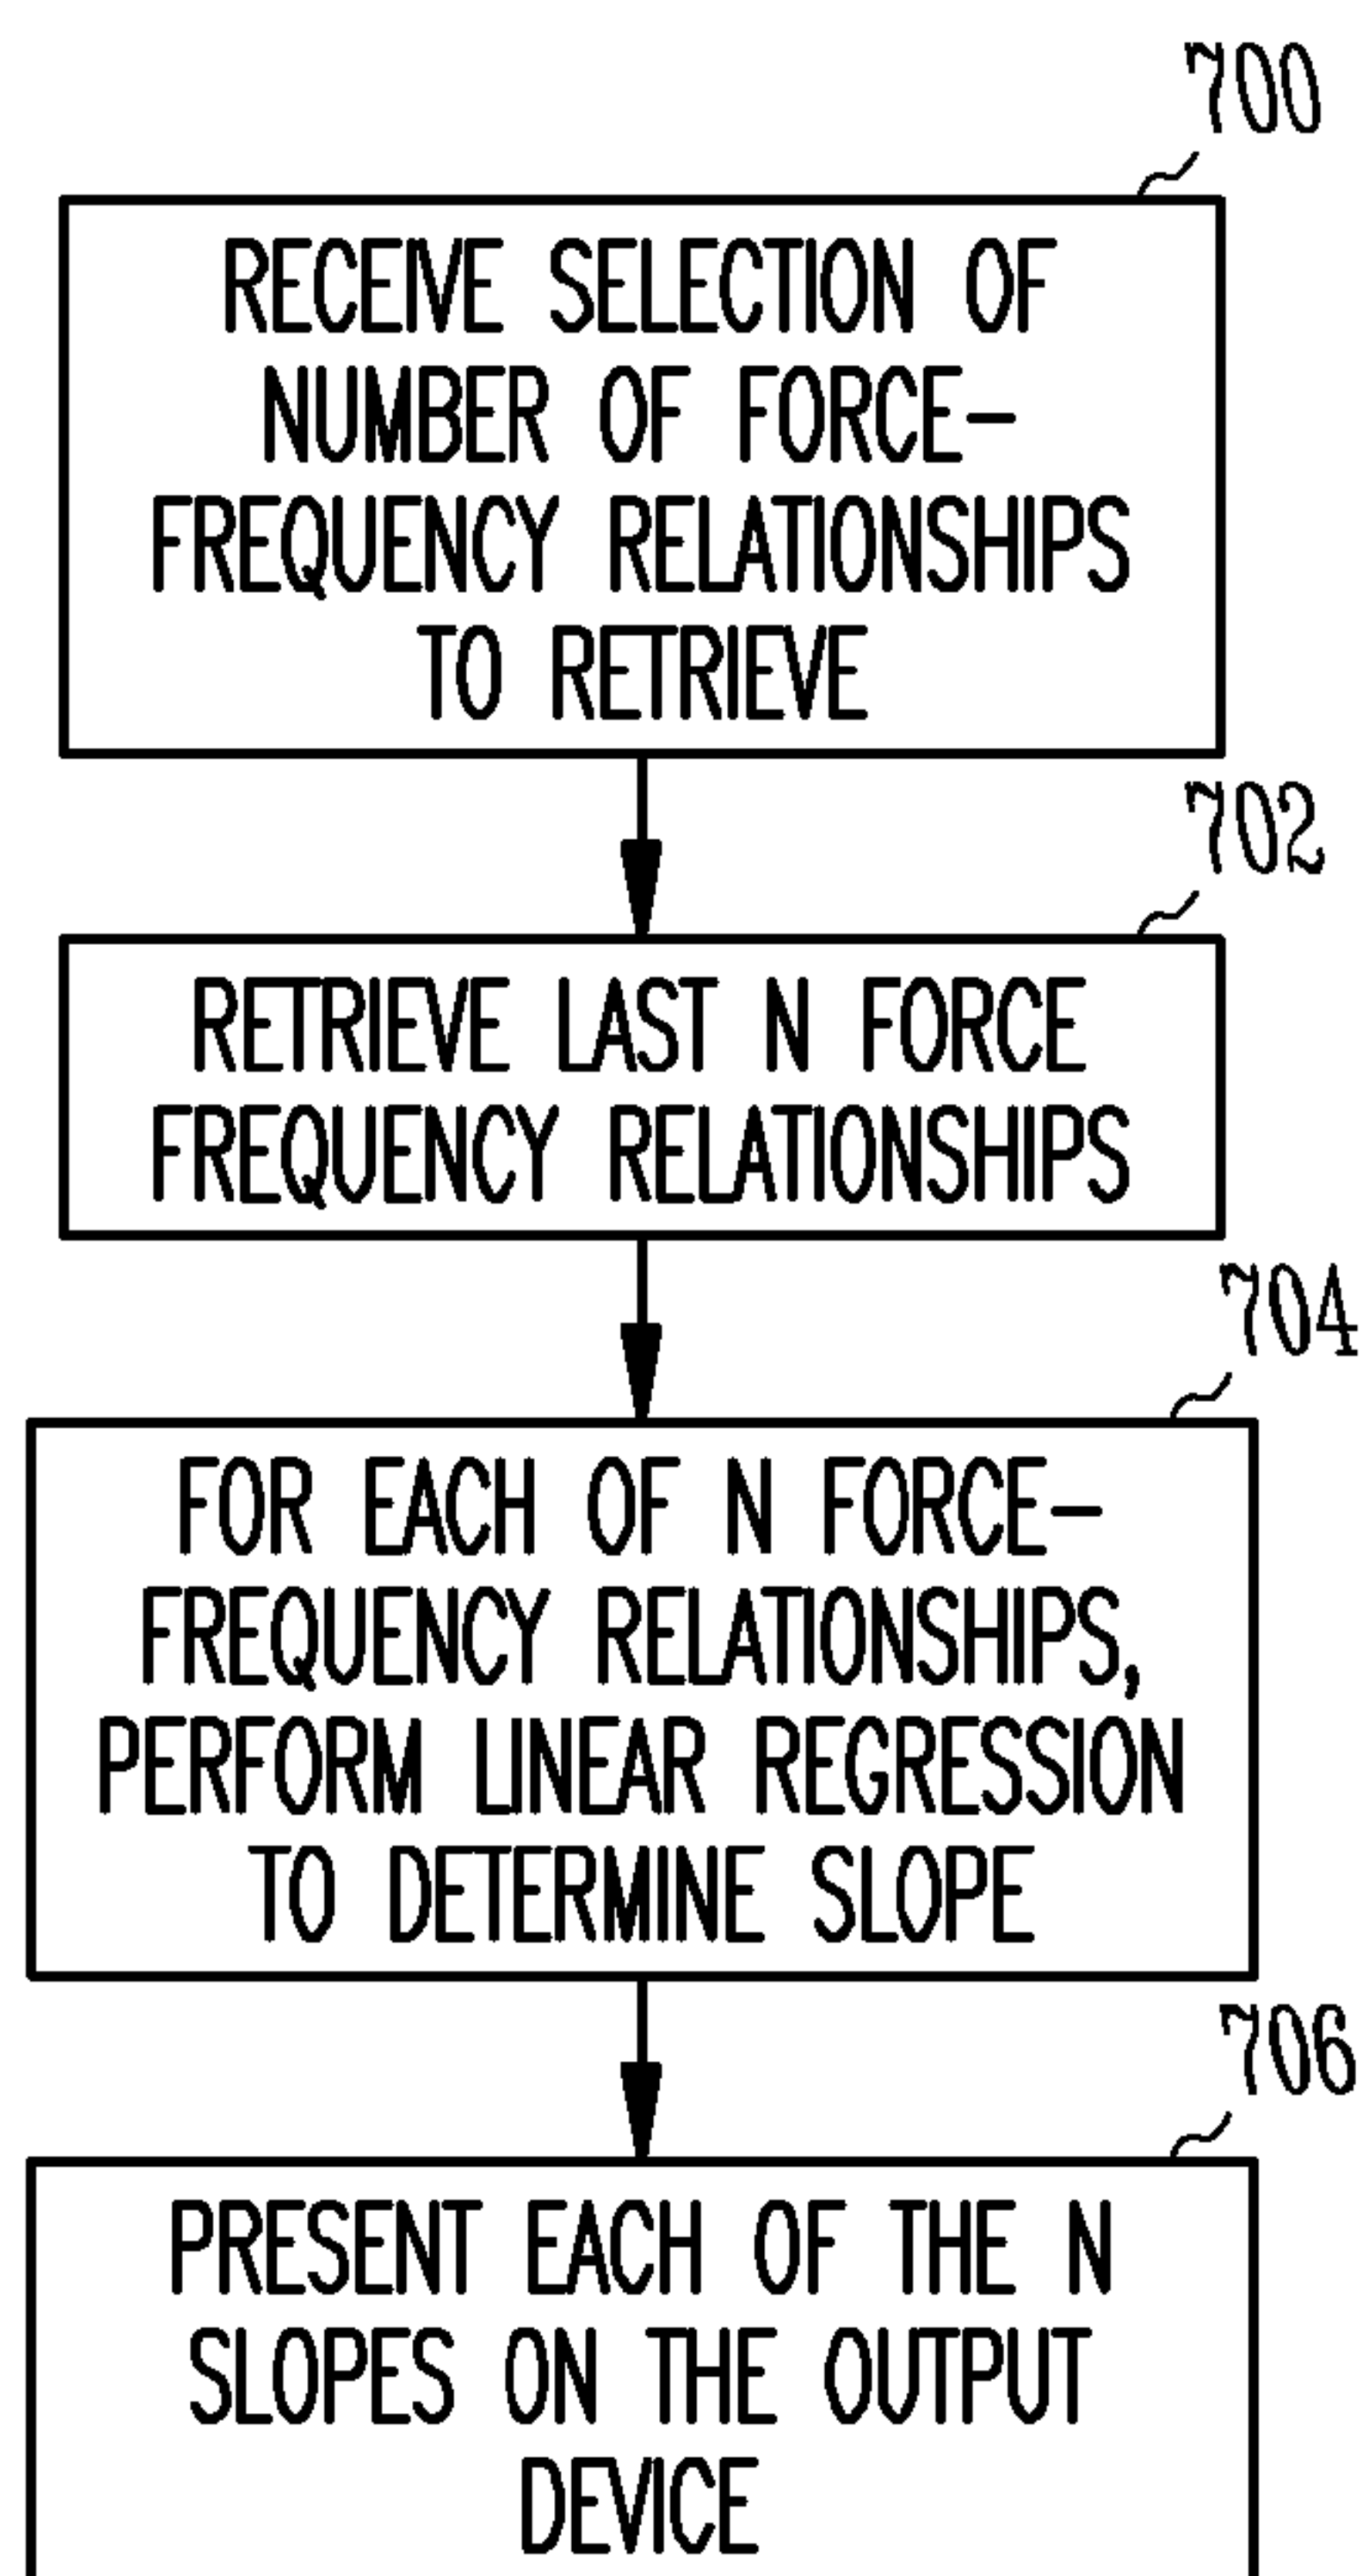 700
RECEIVE SELECTION OF
NUMBER OF FORCE-
FREQUENCY RELATIONSHIPS
TO RETRIEVE
702
RETRIEVE LAST N FORCE
FREQUENCY RELATIONSHIPS
704
FOR EACH OF N FORCE-
FREQUENCY RELATIONSHIPS,
PERFORM LINEAR REGRESSION
TO DETERMINE SLOPE
706
PRESENT EACH OF THE N
SLOPES ON THE OUTPUT
DEVICE